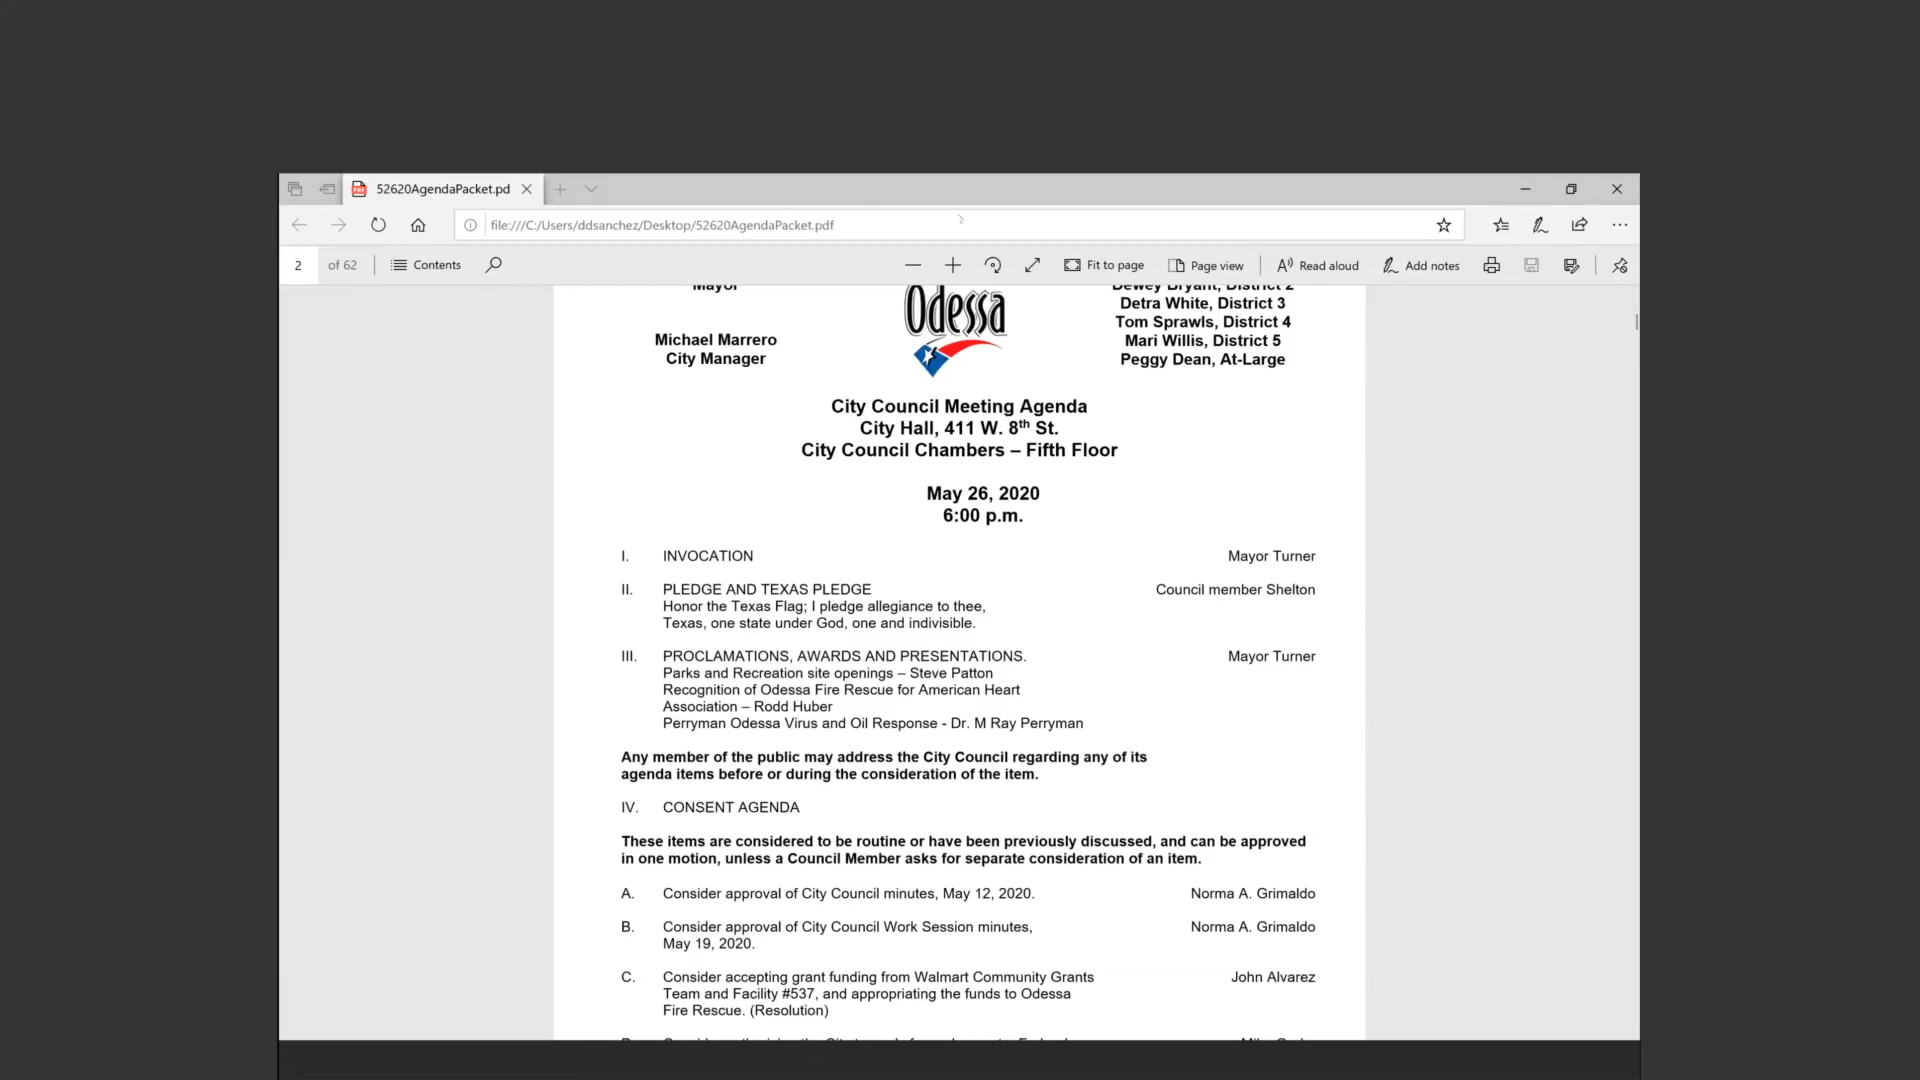 52620AgendaPacket.pd
file:///C:/Users/ddsanchez/Desktop/52620AgendaPacket.pdf
2 of 62 Contents Fit to page Page view Read aloud Add notes
Mayor
Michael Marrero
City Manager
Odessa
Dewey Bryant, District 2
Detra White, District 3
Tom Sprawls, District 4
Mari Willis, District 5
Peggy Dean, At-Large
City Council Meeting Agenda
City Hall, 411 W. 8th St.
City Council Chambers – Fifth Floor
May 26, 2020
6:00 p.m.
I. INVOCATION Mayor Turner
II. PLEDGE AND TEXAS PLEDGE Council member Shelton
Honor the Texas Flag; I pledge allegiance to thee,
Texas, one state under God, one and indivisible.
III. PROCLAMATIONS, AWARDS AND PRESENTATIONS. Mayor Turner
Parks and Recreation site openings – Steve Patton
Recognition of Odessa Fire Rescue for American Heart
Association – Rodd Huber
Perryman Odessa Virus and Oil Response - Dr. M Ray Perryman
Any member of the public may address the City Council regarding any of its
agenda items before or during the consideration of the item.
IV. CONSENT AGENDA
These items are considered to be routine or have been previously discussed, and can be approved
in one motion, unless a Council Member asks for separate consideration of an item.
A. Consider approval of City Council minutes, May 12, 2020. Norma A. Grimaldo
B. Consider approval of City Council Work Session minutes, Norma A. Grimaldo
May 19, 2020.
C. Consider accepting grant funding from Walmart Community Grants John Alvarez
Team and Facility #537, and appropriating the funds to Odessa
Fire Rescue. (Resolution)